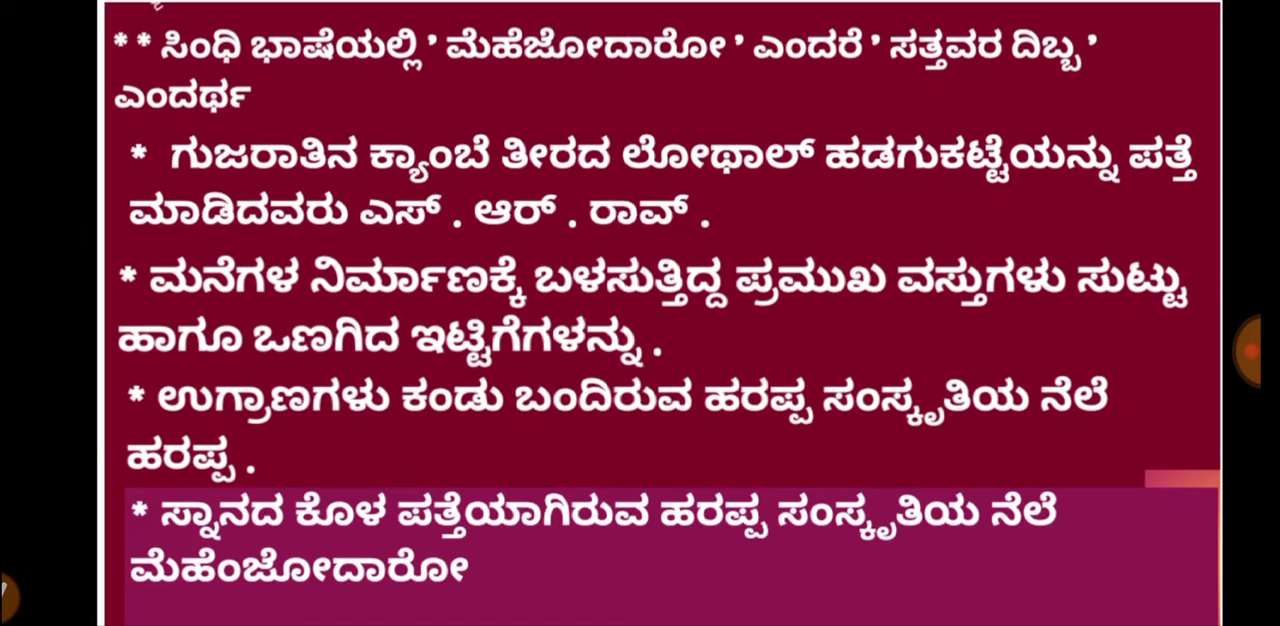 ** ಸಿಂಧಿ ಭಾಷೆಯಲ್ಲಿ ' ಮೆಹೆಜೋದಾರೋ ' ಎಂದರೆ ' ಸತ್ತವರ ದಿಬ್ಬ '
ಎಂದರ್ಥ
* ಗುಜರಾತಿನ ಕ್ಯಾಂಬೆ ತೀರದ ಲೋಥಾಲ್ ಹಡಗುಕಟ್ಟೆಯನ್ನು ಪತ್ತೆ
ಮಾಡಿದವರು ಎಸ್ . ಆರ್ . ರಾವ್ .
* ಮನೆಗಳ ನಿರ್ಮಾಣಕ್ಕೆ ಬಳಸುತ್ತಿದ್ದ ಪ್ರಮುಖ ವಸ್ತುಗಳು ಸುಟ್ಟು
ಹಾಗೂ ಒಣಗಿದ ಇಟ್ಟಿಗೆಗಳನ್ನು .
* ಉಗ್ರಾಣಗಳು ಕಂಡು ಬಂದಿರುವ ಹರಪ್ಪ ಸಂಸ್ಕೃತಿಯ ನೆಲೆ
ಹರಪ್ಪ .
* ಸ್ನಾನದ ಕೊಳ ಪತ್ತೆಯಾಗಿರುವ ಹರಪ್ಪ ಸಂಸ್ಕೃತಿಯ ನೆಲೆ
ಮೆಹೆಂಜೋದಾರೋ